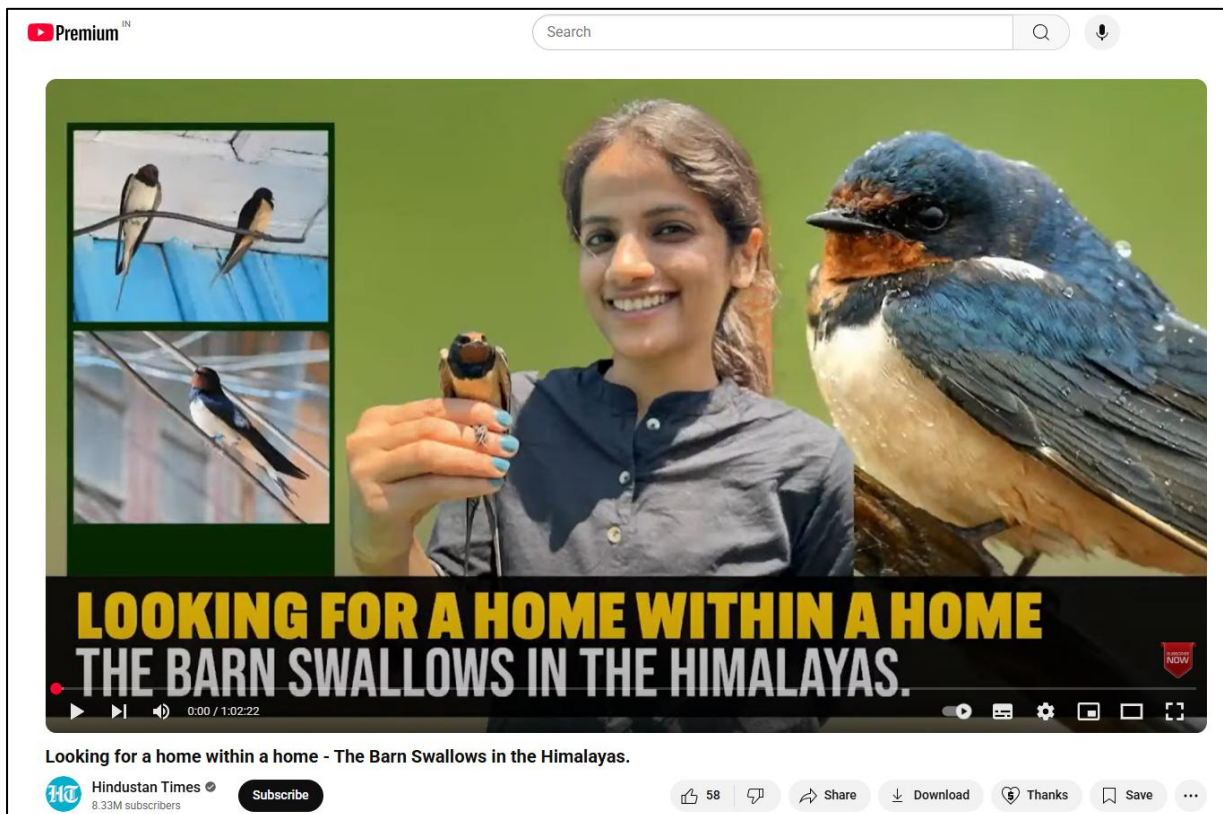 Premium IN
Search
LOOKING FOR A HOME WITHIN A HOME
THE BARN SWALLOWS IN THE HIMALAYAS.
SUBSCRIBE
NOW
0:00 / 1:02:22
Looking for a home within a home - The Barn Swallows in the Himalayas.
HT
Hindustan Times
8.33M subscribers
Subscribe
58
Share
Download
Thanks
Save